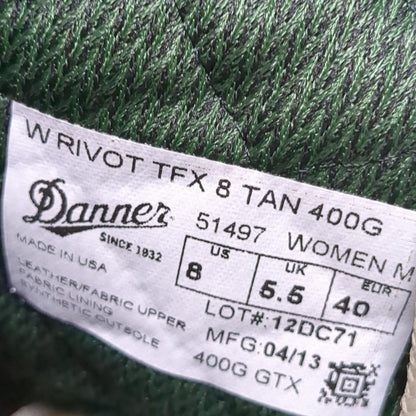 W RIVOT TFX 8 TAN 400G
Danner
SINCE 1932
51497 WOMEN M
MADE IN USA
US
8
UK
5.5
EUR
40
LEATHER/FABRIC UPPER
FABRIC LINING
SYNTHETIC OUTSOLE
LOT#:12DC71
MFG:04/13
400G GTX